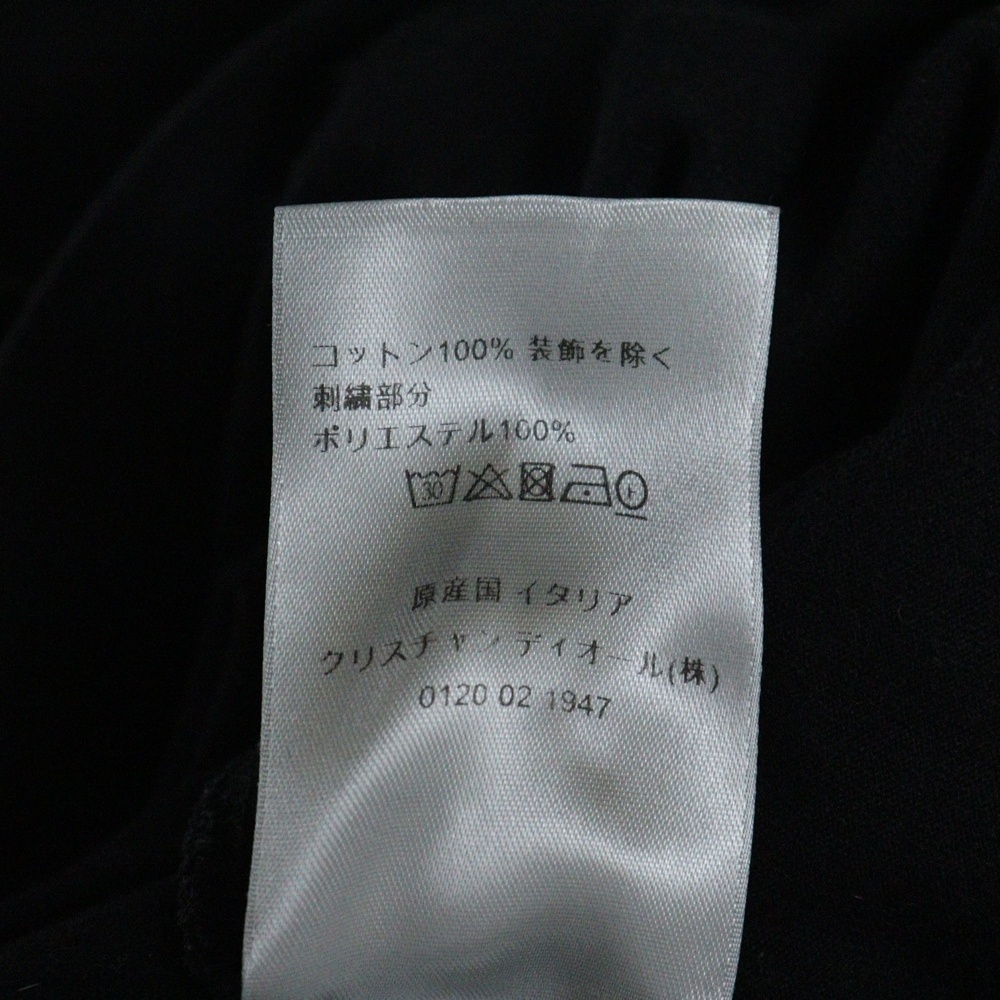 コットン100% 装飾を除く
刺繍部分
ポリエステル100%
30
原産国 イタリア
クリスチャン ディオール(株)
0120 02 1947